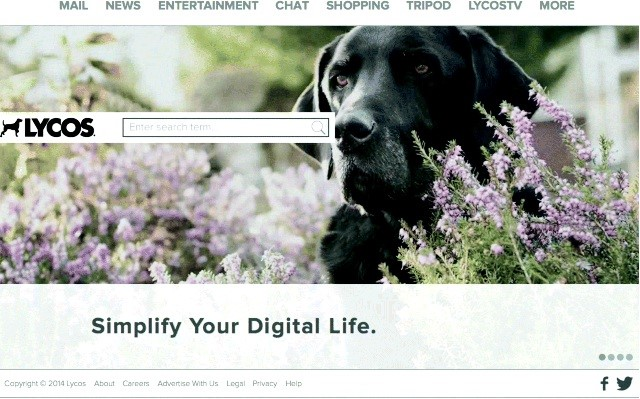 MAIL NEWS ENTERTAINMENT CHAT SHOPPING TRIPOD LYCOSTV MORE
LYCOS Enter search term
Simplify Your Digital Life.
Copyright © 2014 Lycos About Careers Advertise With Us Legal Privacy Help